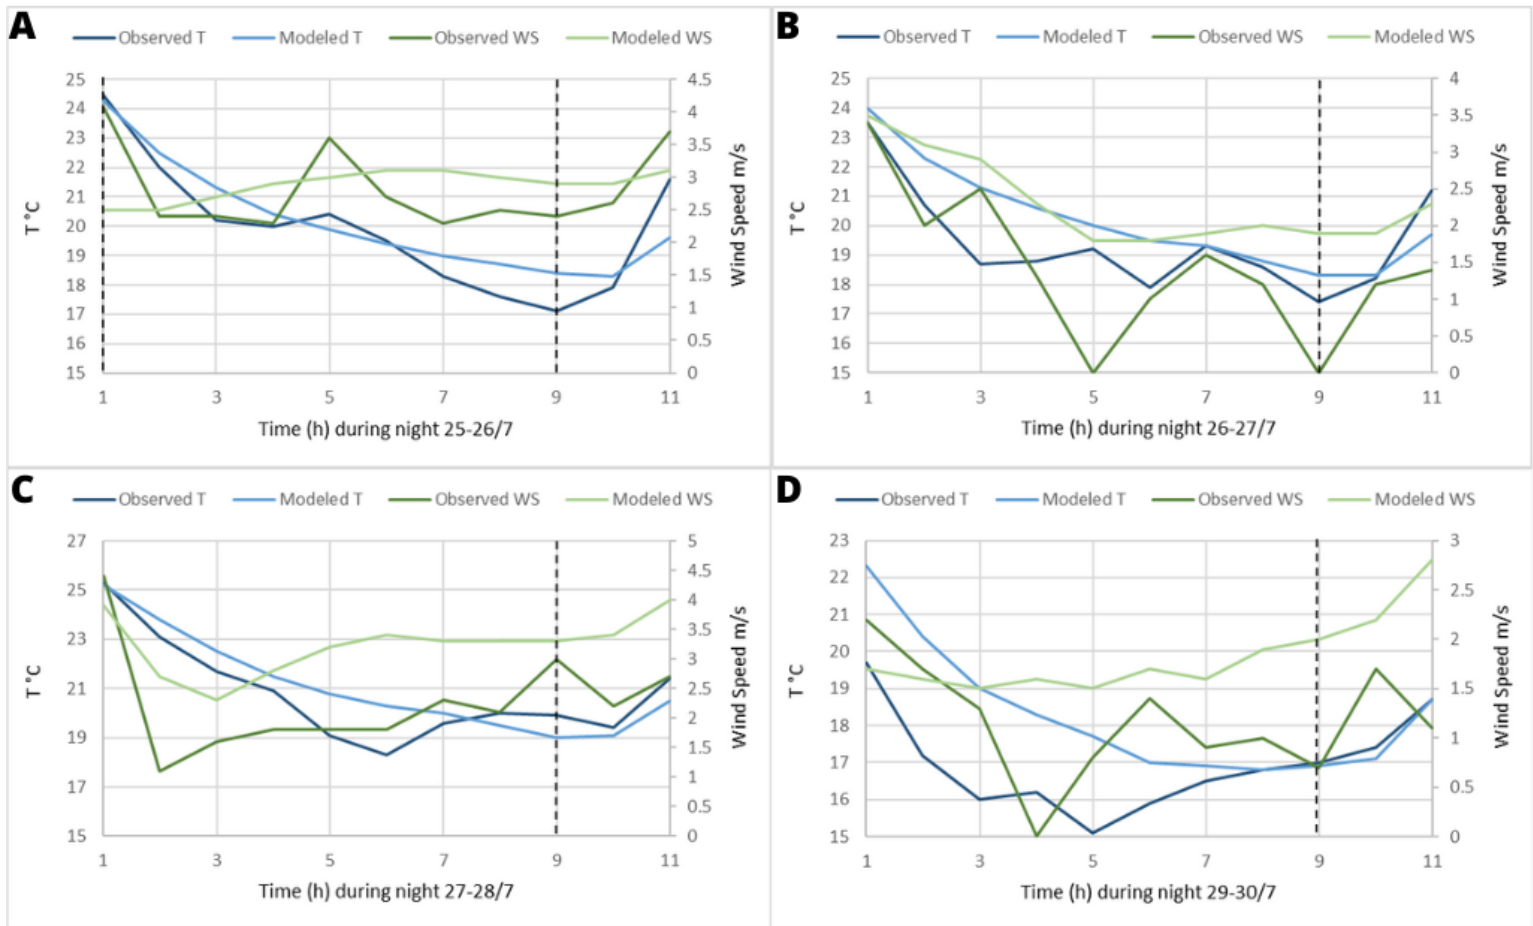 A
Observed T Modeled T Observed WS Modeled WS
25 24 23 22 21 20 19 18 17 16 15
T °C
4.5 4 3.5 3 2.5 2 1.5 1 0.5 0
Wind Speed m/s
1 3 5 7 9 11
Time (h) during night 25-26/7
B
Observed T Modeled T Observed WS Modeled WS
25 24 23 22 21 20 19 18 17 16 15
T °C
4 3.5 3 2.5 2 1.5 1 0.5 0
Wind Speed m/s
1 3 5 7 9 11
Time (h) during night 26-27/7
C
Observed T Modeled T Observed WS Modeled WS
27 25 23 21 19 17 15
T °C
5 4.5 4 3.5 3 2.5 2 1.5 1 0.5 0
Wind Speed m/s
1 3 5 7 9 11
Time (h) during night 27-28/7
D
Observed T Modeled T Observed WS Modeled WS
23 22 21 20 19 18 17 16 15
T °C
3 2.5 2 1.5 1 0.5 0
Wind Speed m/s
1 3 5 7 9 11
Time (h) during night 29-30/7